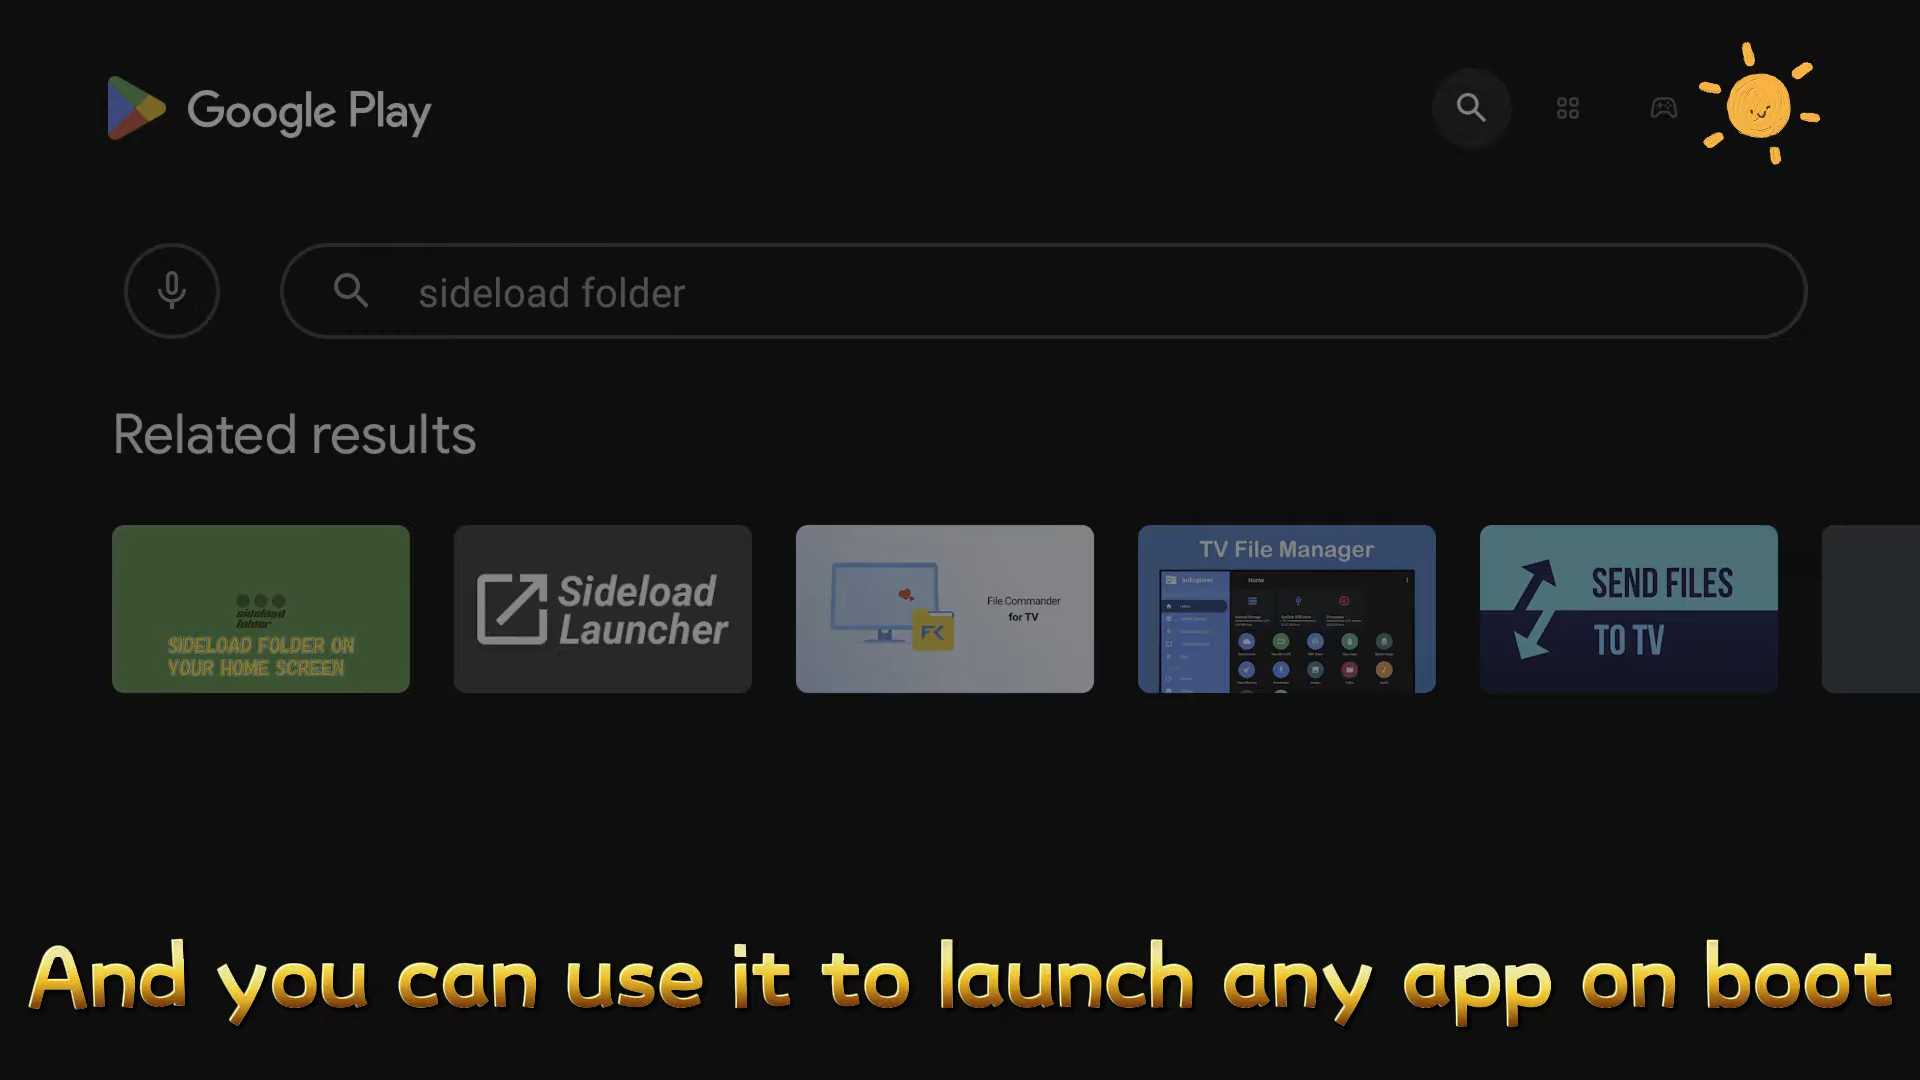 Google Play
sideload folder
Related results
sideload
folder
SIDELOAD FOLDER ON
YOUR HOME SCREEN
Sideload
Launcher
File Commander
for TV
TV File Manager
AnExplorer
Home
SEND FILES
TO TV
And you can use it to launch any app on boot